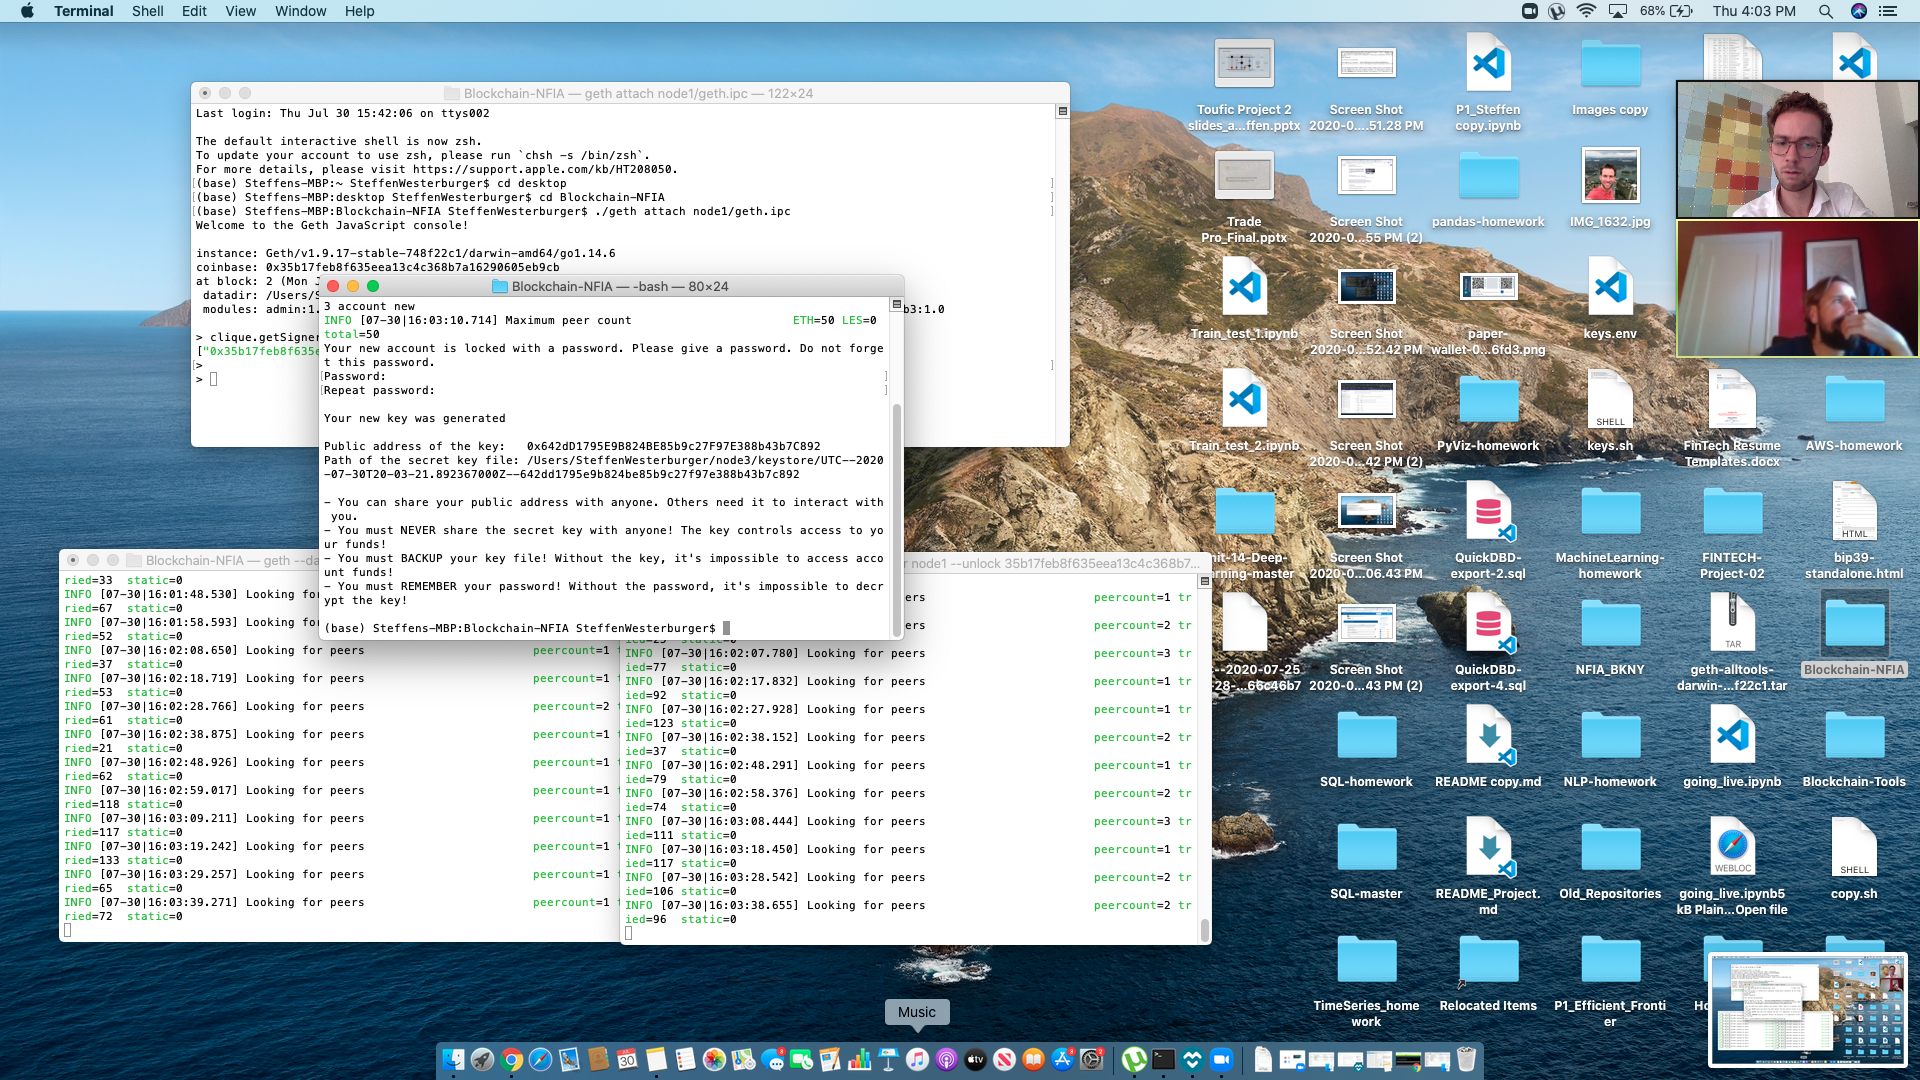 Terminal Shell Edit View Window Help
68% Thu 4:03 PM
Blockchain-NFIA — geth attach node1/geth.ipc — 122×24
Last login: Thu Jul 30 15:42:06 on ttys002
The default interactive shell is now zsh.
To update your account to use zsh, please run `chsh -s /bin/zsh`.
For more details, please visit https://support.apple.com/kb/HT208050.
[(base) Steffens-MBP:~ SteffenWesterburger$ cd desktop ]
[(base) Steffens-MBP:desktop SteffenWesterburger$ cd Blockchain-NFIA ]
[(base) Steffens-MBP:Blockchain-NFIA SteffenWesterburger$ ./geth attach node1/geth.ipc ]
Welcome to the Geth JavaScript console!
instance: Geth/v1.9.17-stable-748f22c1/darwin-amd64/go1.14.6
coinbase: 0x35b17feb8f635eea13c4c368b7a16290605eb9cb
at block: 2 (Mon J
datadir: /Users/S
modules: admin:1. b3:1.0
> clique.getSigner
["0x35b17feb8f635e
[> ]
>
Blockchain-NFIA — -bash — 80×24
3 account new
INFO [07-30|16:03:10.714] Maximum peer count ETH=50 LES=0
total=50
Your new account is locked with a password. Please give a password. Do not forge
t this password.
[Password: ]
[Repeat password: ]
Your new key was generated
Public address of the key: 0x642dD1795E9B824BE85b9c27F97E388b43b7C892
Path of the secret key file: /Users/SteffenWesterburger/node3/keystore/UTC--2020
-07-30T20-03-21.892367000Z--642dd1795e9b824be85b9c27f97e388b43b7c892
- You can share your public address with anyone. Others need it to interact with
you.
- You must NEVER share the secret key with anyone! The key controls access to yo
ur funds!
- You must BACKUP your key file! Without the key, it's impossible to access acco
unt funds!
- You must REMEMBER your password! Without the password, it's impossible to decr
ypt the key!
(base) Steffens-MBP:Blockchain-NFIA SteffenWesterburger$
Blockchain-NFIA — geth --da
ried=33 static=0
INFO [07-30|16:01:48.530] Looking for
ried=67 static=0
INFO [07-30|16:01:58.593] Looking for
ried=52 static=0
INFO [07-30|16:02:08.650] Looking for peers peercount=1
ried=37 static=0
INFO [07-30|16:02:18.719] Looking for peers peercount=1
ried=53 static=0
INFO [07-30|16:02:28.766] Looking for peers peercount=2
ried=61 static=0
INFO [07-30|16:02:38.875] Looking for peers peercount=1
ried=21 static=0
INFO [07-30|16:02:48.926] Looking for peers peercount=1
ried=62 static=0
INFO [07-30|16:02:59.017] Looking for peers peercount=1
ried=118 static=0
INFO [07-30|16:03:09.211] Looking for peers peercount=1
ried=117 static=0
INFO [07-30|16:03:19.242] Looking for peers peercount=1
ried=133 static=0
INFO [07-30|16:03:29.257] Looking for peers peercount=1
ried=65 static=0
INFO [07-30|16:03:39.271] Looking for peers peercount=1
ried=72 static=0
r node1 --unlock 35b17feb8f635eea13c4c368b7...
ers peercount=1 tr
ers peercount=2 tr
static=0
INFO [07-30|16:02:07.780] Looking for peers peercount=3 tr
ied=77 static=0
INFO [07-30|16:02:17.832] Looking for peers peercount=1 tr
ied=92 static=0
INFO [07-30|16:02:27.928] Looking for peers peercount=1 tr
ied=123 static=0
INFO [07-30|16:02:38.152] Looking for peers peercount=2 tr
ied=37 static=0
INFO [07-30|16:02:48.291] Looking for peers peercount=1 tr
ied=79 static=0
INFO [07-30|16:02:58.376] Looking for peers peercount=2 tr
ied=74 static=0
INFO [07-30|16:03:08.444] Looking for peers peercount=3 tr
ied=111 static=0
INFO [07-30|16:03:18.450] Looking for peers peercount=1 tr
ied=117 static=0
INFO [07-30|16:03:28.542] Looking for peers peercount=2 tr
ied=106 static=0
INFO [07-30|16:03:38.655] Looking for peers peercount=2 tr
ied=96 static=0
Toufic Project 2
slides_a...ffen.pptx
Screen Shot
2020-0....51.28 PM
P1_Steffen
copy.ipynb
Images copy
Trade
Pro_Final.pptx
Screen Shot
2020-0...55 PM (2)
pandas-homework
IMG_1632.jpg
Train_test_1.ipynb
Screen Shot
2020-0....52.42 PM
paper-
wallet-0...6fd3.png
keys.env
Train_test_2.ipynb
Screen Shot
2020-0...42 PM (2)
PyViz-homework
SHELL
keys.sh
FinTech Resume
Templates.docx
AWS-homework
nit-14-Deep-
rning-master
Screen Shot
2020-0....06.43 PM
QuickDBD-
export-2.sql
MachineLearning-
homework
FINTECH-
Project-02
HTML
bip39-
standalone.html
--2020-07-25
28-...66c46b7
Screen Shot
2020-0...43 PM (2)
QuickDBD-
export-4.sql
NFIA_BKNY
TAR
geth-alltools-
darwin-...f22c1.tar
Blockchain-NFIA
SQL-homework
README copy.md
NLP-homework
going_live.ipynb
Blockchain-Tools
SQL-master
README_Project.
md
Old_Repositories
WEBLOC
going_live.ipynb5
kB Plain...Open file
SHELL
copy.sh
TimeSeries_home
work
Relocated Items
P1_Efficient_Fronti
er
Ho
Music